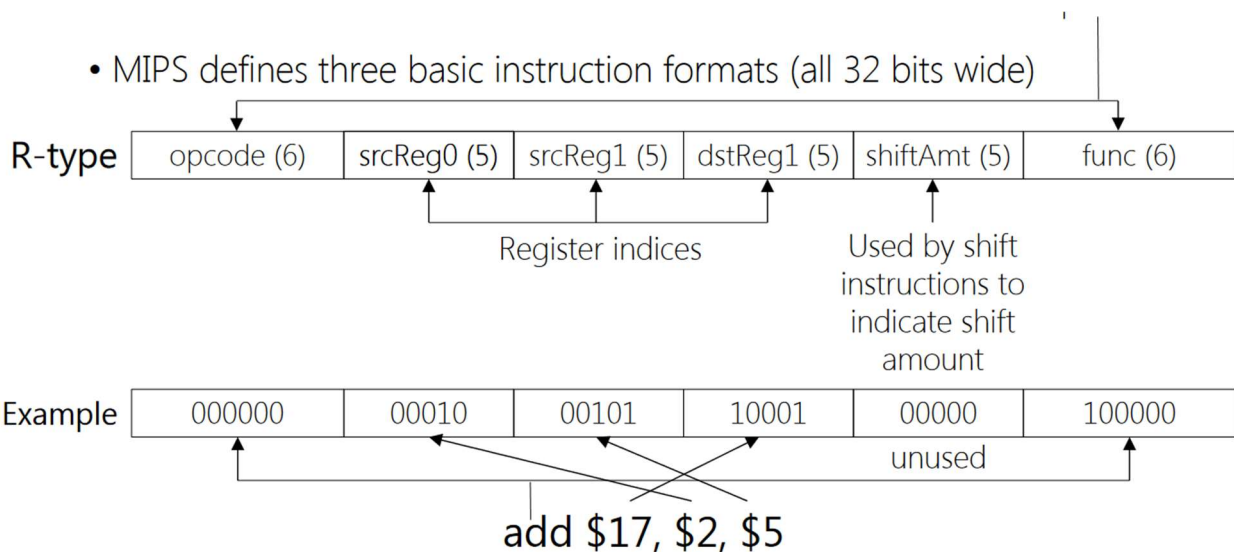 • MIPS defines three basic instruction formats (all 32 bits wide)
R-type opcode (6) srcReg0 (5) srcReg1 (5) dstReg1 (5) shiftAmt (5) func (6)
Register indices
Used by shift
instructions to
indicate shift
amount
Example 000000 00010 00101 10001 00000 100000
unused
add $17, $2, $5